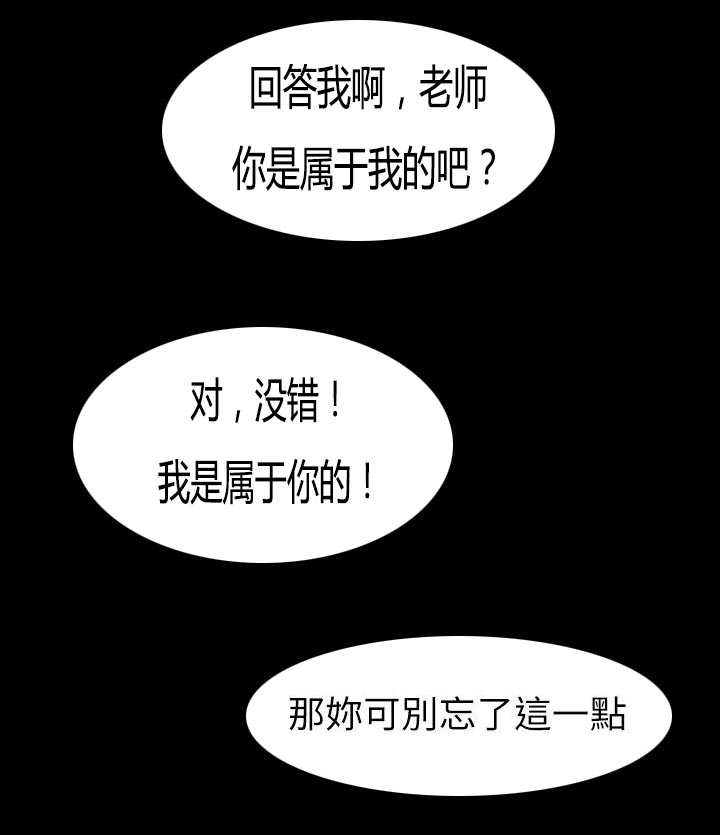 回答我啊，老师
你是属于我的吧？
对，没错！
我是属于你的！
那妳可別忘了這一點